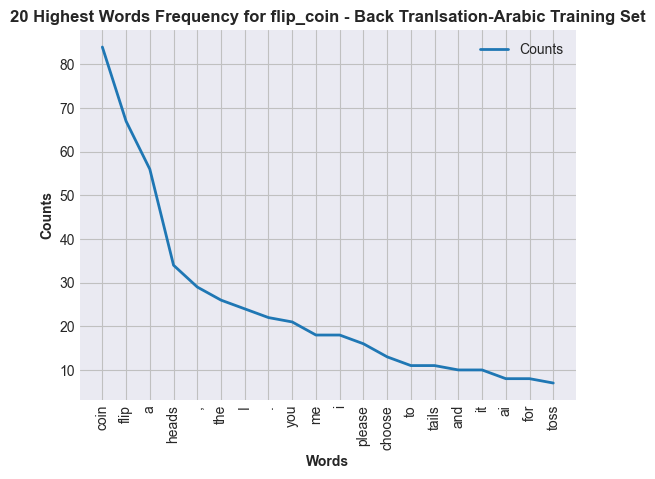 20 Highest Words Frequency for flip_coin - Back Tranlsation-Arabic Training Set
Counts
Counts
80
70
60
50
40
30
20
10
coin
flip
a
heads
,
the
I
.
you
me
i
please
choose
to
tails
and
it
ai
for
toss
Words